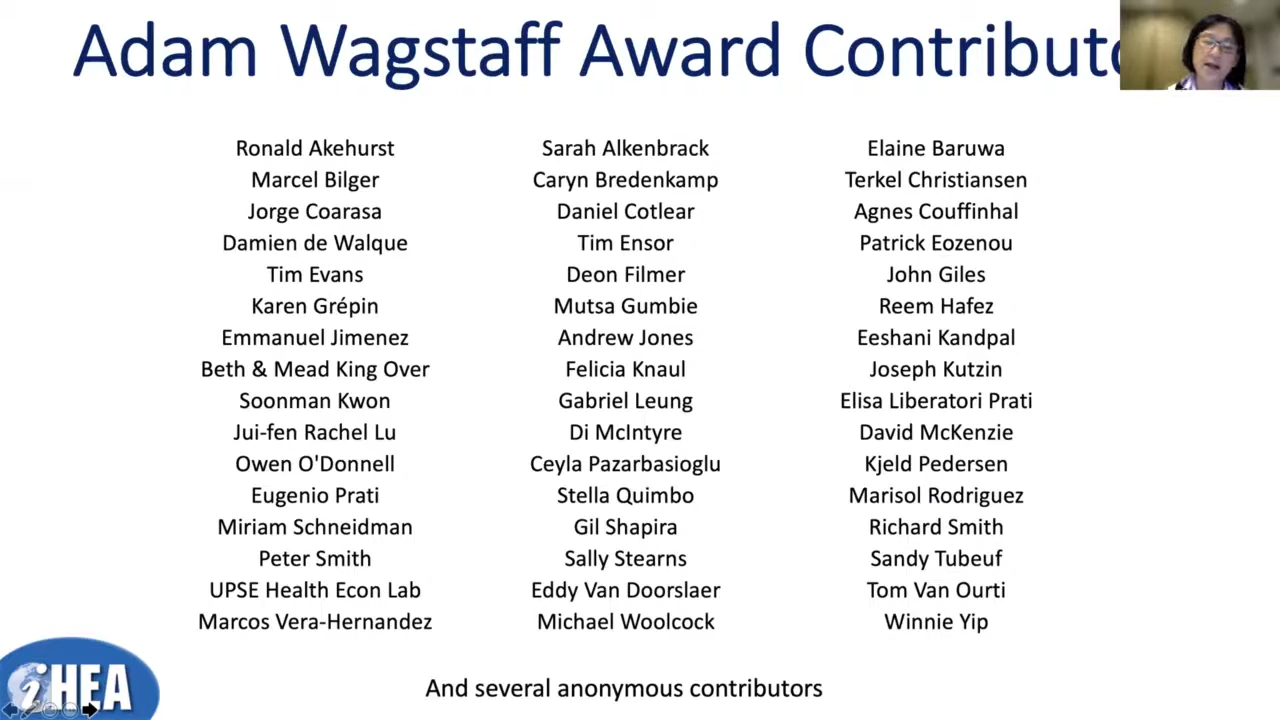 Adam Wagstaff Award Contributo
Ronald Akehurst Sarah Alkenbrack Elaine Baruwa
Marcel Bilger Caryn Bredenkamp Terkel Christiansen
Jorge Coarasa Daniel Cotlear Agnes Couffinhal
Damien de Walque Tim Ensor Patrick Eozenou
Tim Evans Deon Filmer John Giles
Karen Grépin Mutsa Gumbie Reem Hafez
Emmanuel Jimenez Andrew Jones Eeshani Kandpal
Beth & Mead King Over Felicia Knaul Joseph Kutzin
Soonman Kwon Gabriel Leung Elisa Liberatori Prati
Jui-fen Rachel Lu Di McIntyre David McKenzie
Owen O'Donnell Ceyla Pazarbasioglu Kjeld Pedersen
Eugenio Prati Stella Quimbo Marisol Rodriguez
Miriam Schneidman Gil Shapira Richard Smith
Peter Smith Sally Stearns Sandy Tubeuf
UPSE Health Econ Lab Eddy Van Doorslaer Tom Van Ourti
Marcos Vera-Hernandez Michael Woolcock Winnie Yip
And several anonymous contributors
iHEA